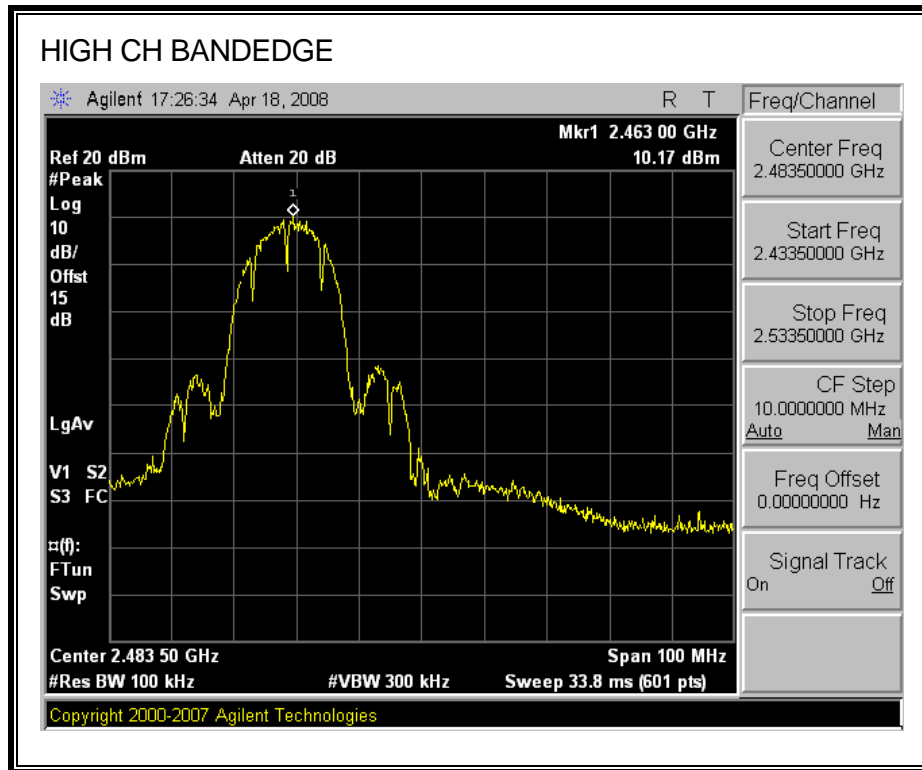 HIGH CH BANDEDGE
Agilent 17:26:34 Apr 18, 2008 R T
Freq/Channel
Mkr1 2.463 00 GHz
Ref 20 dBm Atten 20 dB 10.17 dBm
#Peak
Log
10
dB/
Offst
15
dB
1
LgAv
V1 S2
S3 FC
¤(f):
FTun
Swp
Center 2.483 50 GHz Span 100 MHz
#Res BW 100 kHz #VBW 300 kHz Sweep 33.8 ms (601 pts)
Center Freq
2.48350000 GHz
Start Freq
2.43350000 GHz
Stop Freq
2.53350000 GHz
CF Step
10.0000000 MHz
Auto Man
Freq Offset
0.00000000 Hz
Signal Track
On Off
Copyright 2000-2007 Agilent Technologies